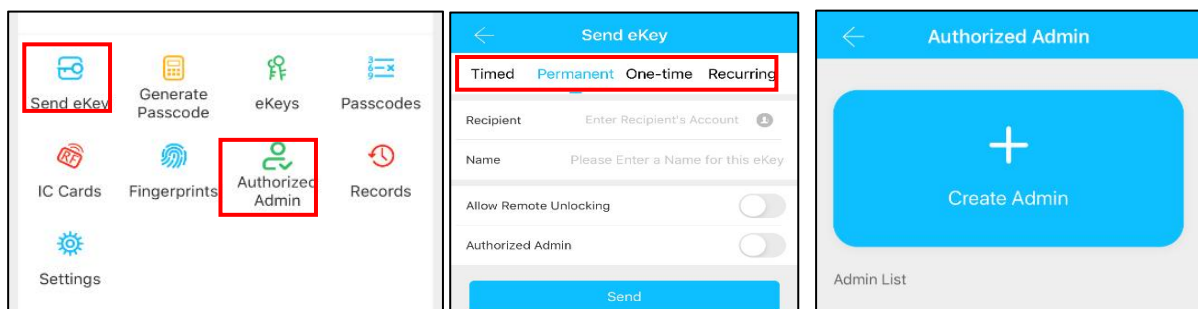 Send eKey
Generate
Passcode
eKeys
Passcodes
IC Cards
Fingerprints
Authorized
Admin
Records
Settings
Send eKey
Timed Permanent One-time Recurring
Recipient Enter Recipient's Account
Name Please Enter a Name for this eKey
Allow Remote Unlocking
Authorized Admin
Send
Authorized Admin
Create Admin
Admin List